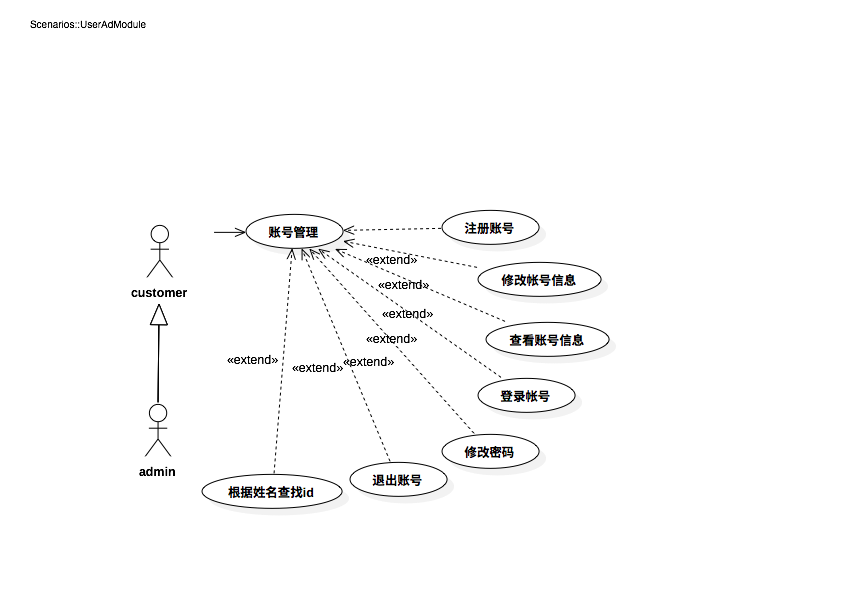 Scenarios::UserAdModule
账号管理
注册账号
«extend»
修改帐号信息
«extend»
«extend»
查看账号信息
«extend»
«extend»
«extend»
«extend»
customer
登录帐号
修改密码
admin
退出账号
根据姓名查找id